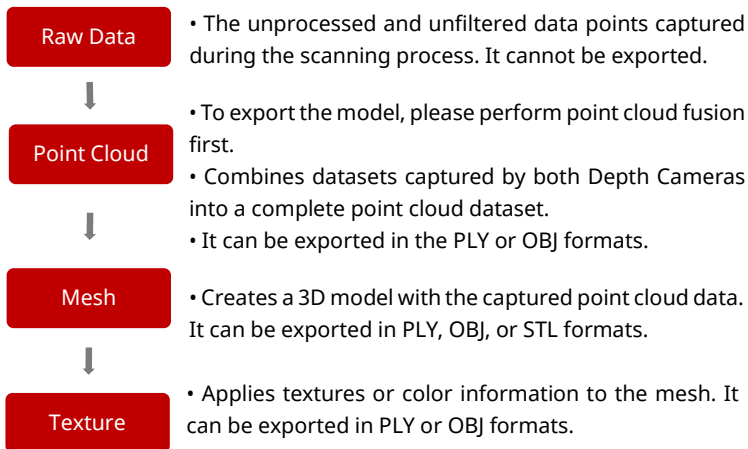 Raw Data
• The unprocessed and unfiltered data points captured
during the scanning process. It cannot be exported.
Point Cloud
• To export the model, please perform point cloud fusion
first.
• Combines datasets captured by both Depth Cameras
into a complete point cloud dataset.
• It can be exported in the PLY or OBJ formats.
Mesh
• Creates a 3D model with the captured point cloud data.
It can be exported in PLY, OBJ, or STL formats.
Texture
• Applies textures or color information to the mesh. It
can be exported in PLY or OBJ formats.